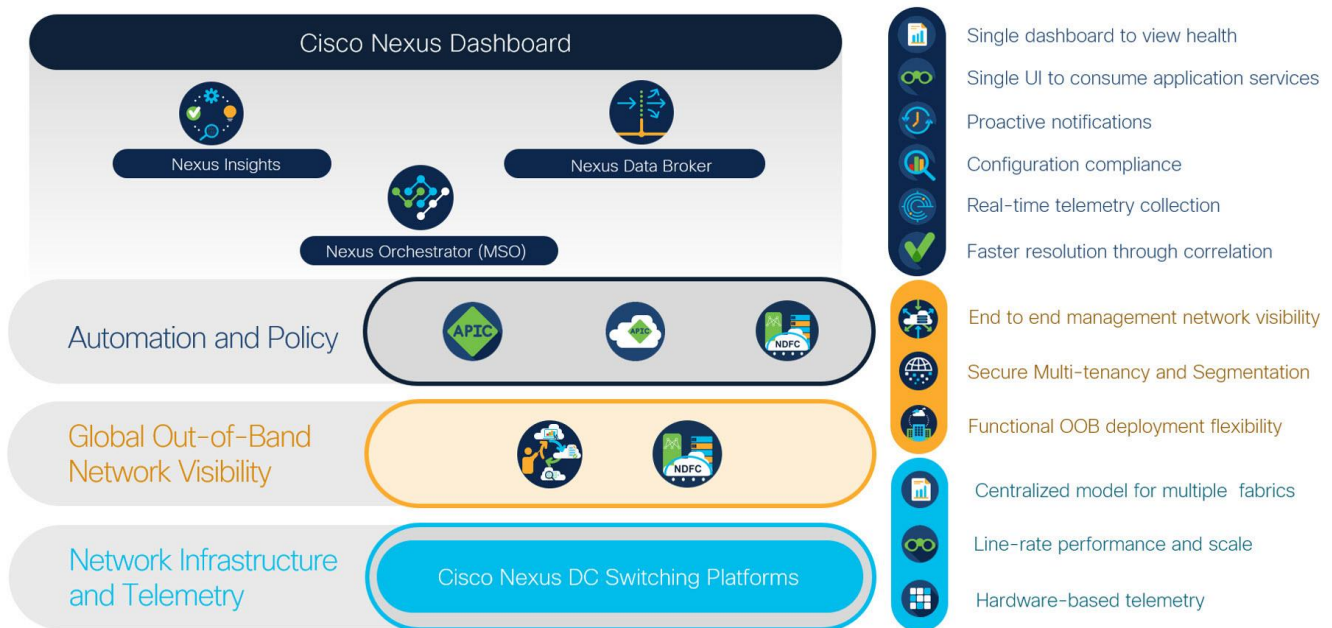 Cisco Nexus Dashboard
Nexus Insights
Nexus Data Broker
Nexus Orchestrator (MSO)
Automation and Policy
APIC
APIC
NDFC
Global Out-of-Band
Network Visibility
NDFC
Network Infrastructure
and Telemetry
Cisco Nexus DC Switching Platforms
Single dashboard to view health
Single UI to consume application services
Proactive notifications
Configuration compliance
Real-time telemetry collection
Faster resolution through correlation
End to end management network visibility
Secure Multi-tenancy and Segmentation
Functional OOB deployment flexibility
Centralized model for multiple fabrics
Line-rate performance and scale
Hardware-based telemetry